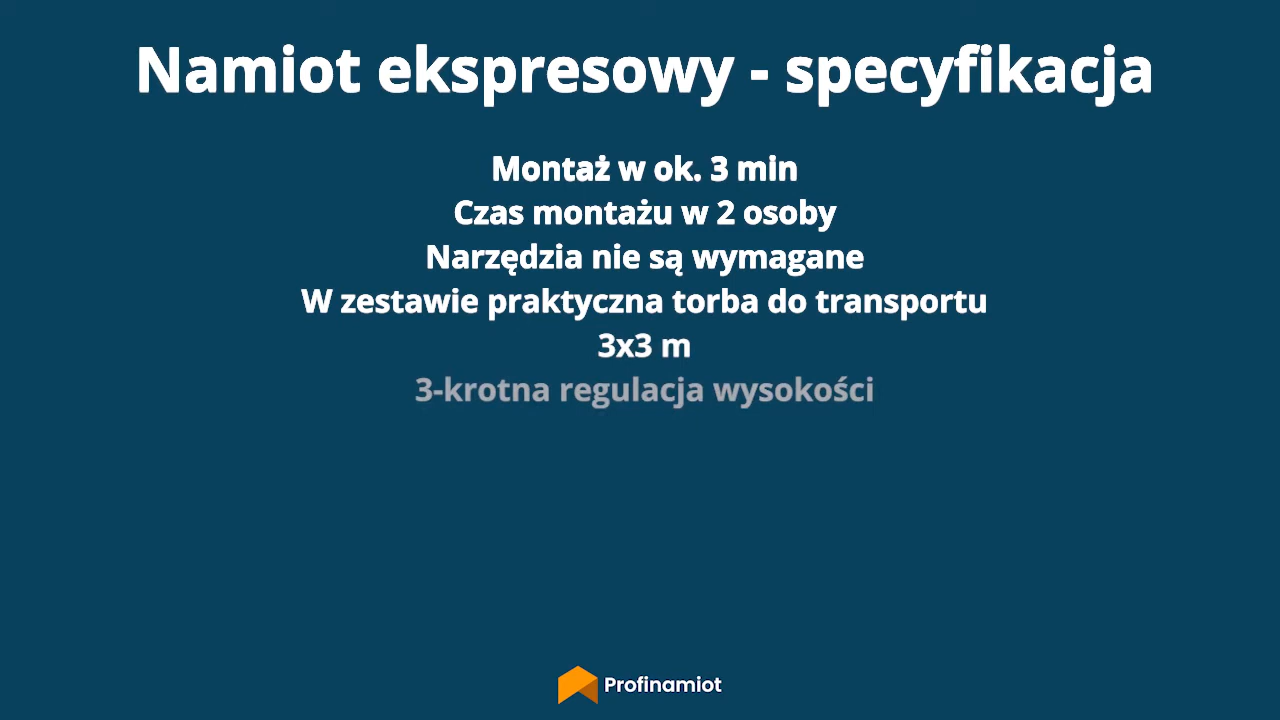 Namiot ekspresowy - specyfikacja
Montaż w ok. 3 min
Czas montażu w 2 osoby
Narzędzia nie są wymagane
W zestawie praktyczna torba do transportu
3x3 m
3-krotna regulacja wysokości
Profinamiot